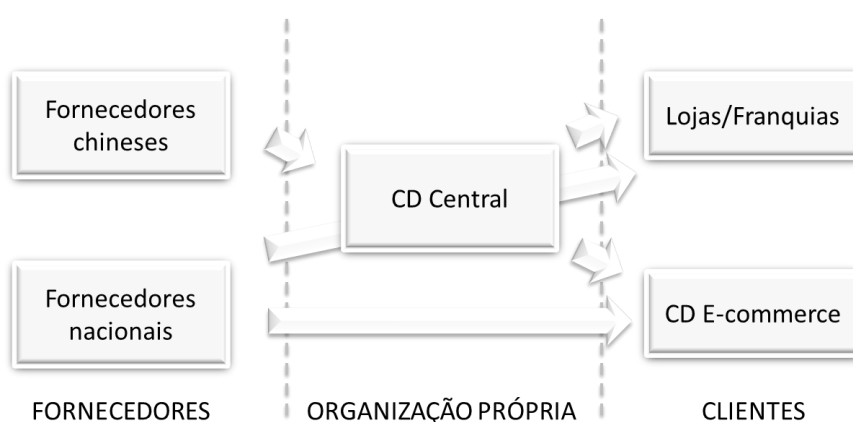 Fornecedores
chineses
Lojas/Franquias
CD Central
Fornecedores
nacionais
CD E-commerce
FORNECEDORES
ORGANIZAÇÃO PRÓPRIA
CLIENTES